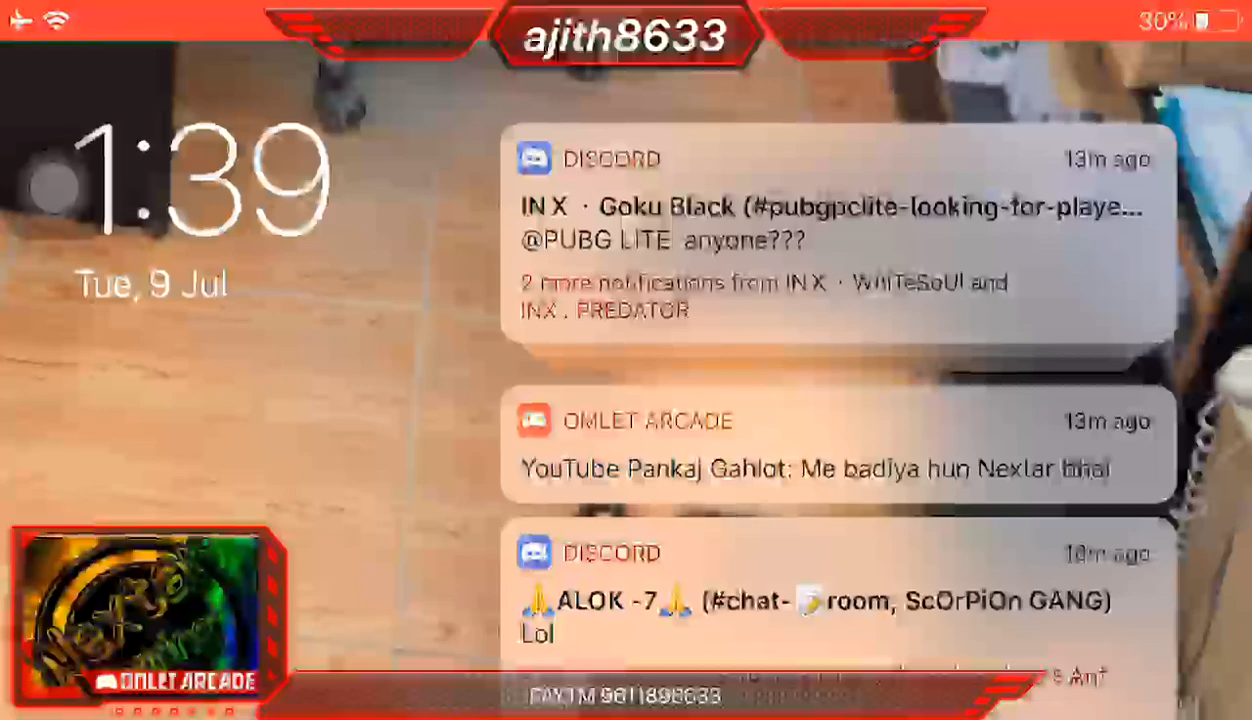 ajith8633
30%
1:39
Tue, 9 Jul
DISCORD
13m ago
IN X · Goku Black (#pubgpclite-looking-for-playe...
@PUBG LITE anyone???
2 more notifications from IN X · WhiTeSoUl and
INX . PREDATOR
OMLET ARCADE
13m ago
YouTube Pankaj Gahlot: Me badiya hun Nexlar bhai
DISCORD
18m ago
🙏ALOK -7🙏 (#chat-📝room, ScOrPiOn GANG)
Lol
OMLET ARCADE
PAYTM